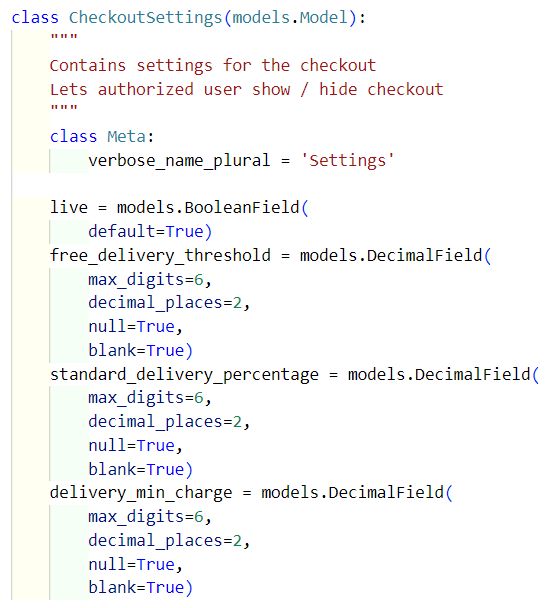 class CheckoutSettings(models.Model):
    """
    Contains settings for the checkout
    Lets authorized user show / hide checkout
    """
    class Meta:
        verbose_name_plural = 'Settings'

    live = models.BooleanField(
        default=True)
    free_delivery_threshold = models.DecimalField(
        max_digits=6,
        decimal_places=2,
        null=True,
        blank=True)
    standard_delivery_percentage = models.DecimalField(
        max_digits=6,
        decimal_places=2,
        null=True,
        blank=True)
    delivery_min_charge = models.DecimalField(
        max_digits=6,
        decimal_places=2,
        null=True,
        blank=True)